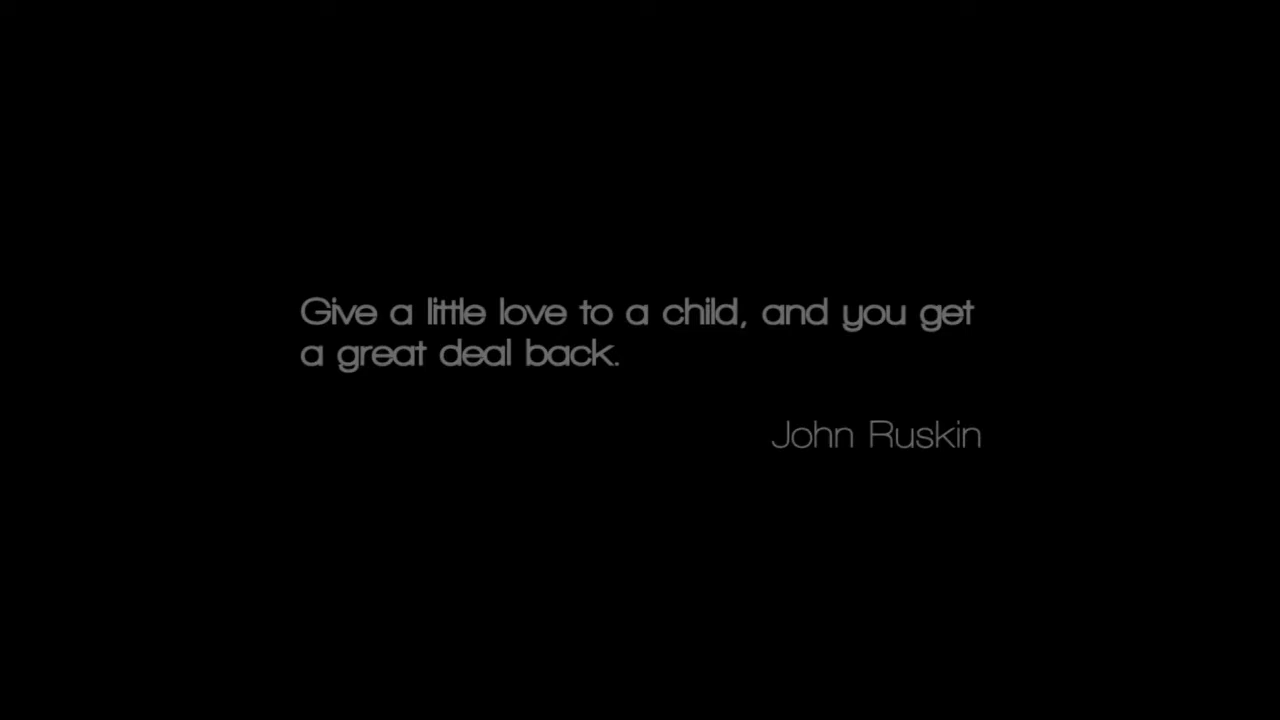 Give a little love to a child, and you get
a great deal back.
John Ruskin